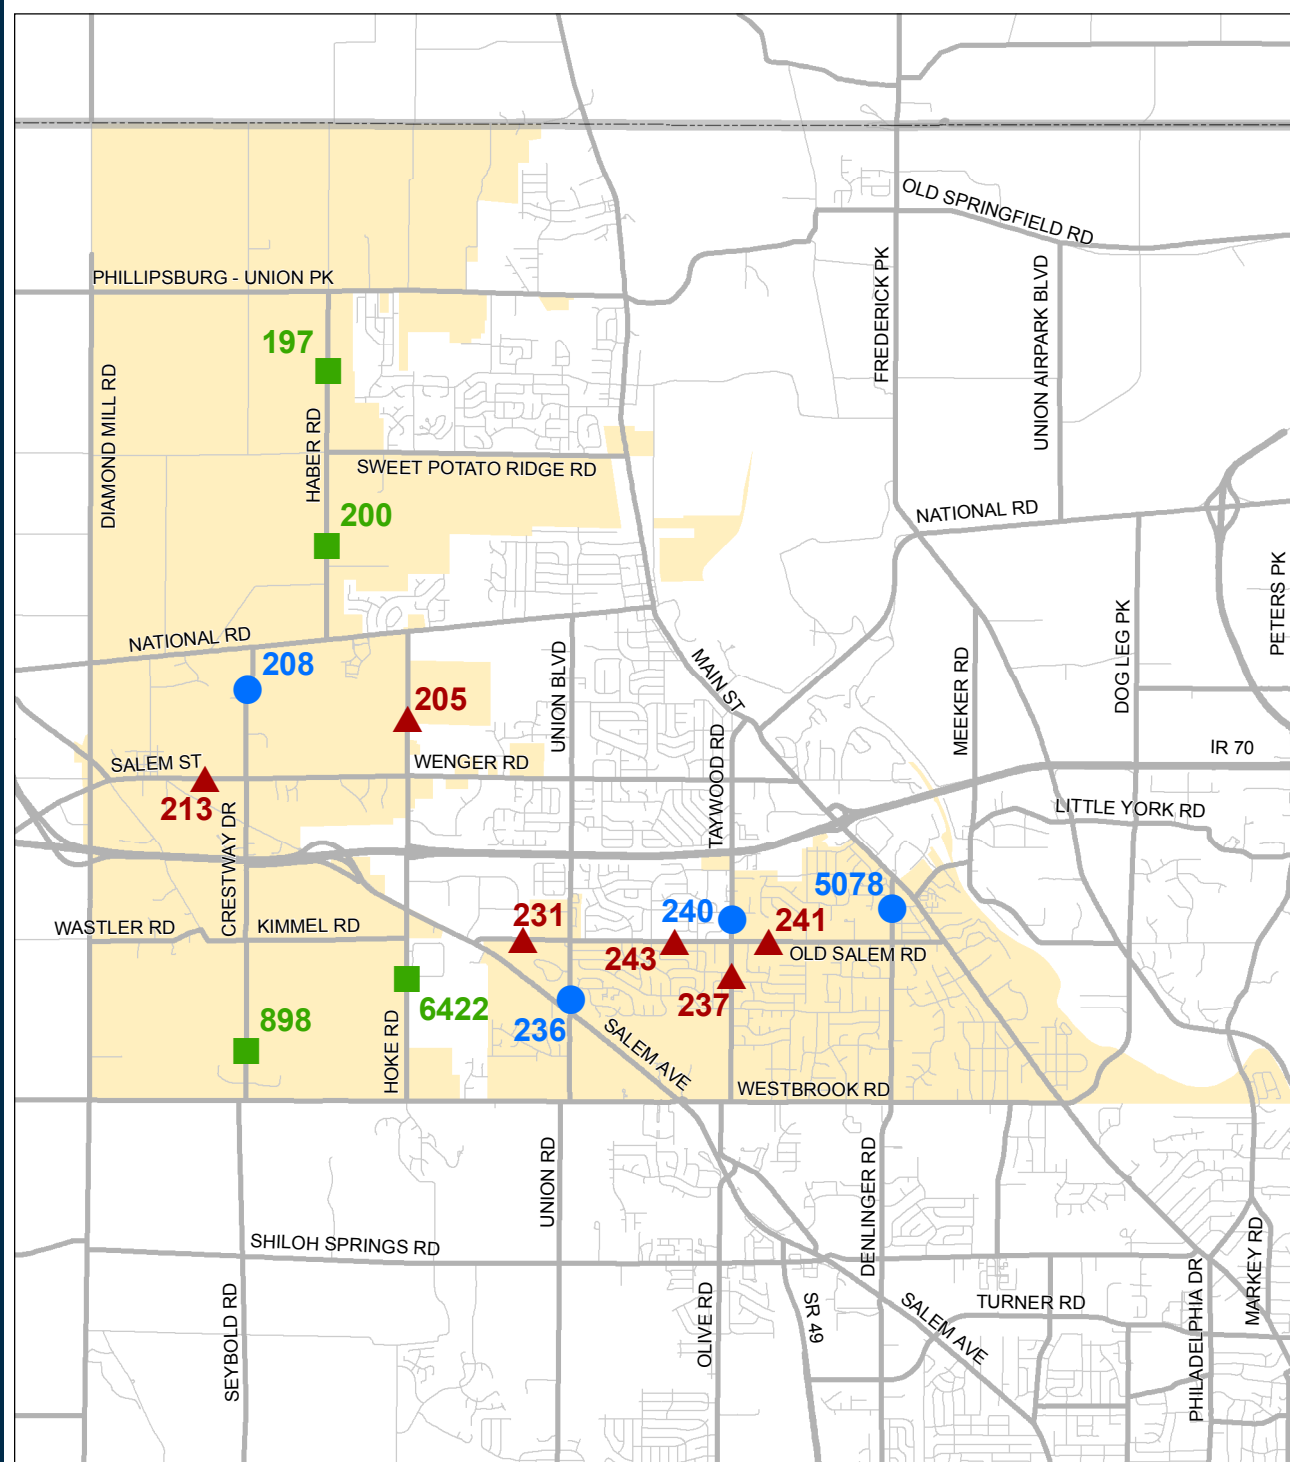 OLD SPRINGFIELD RD
PHILLIPSBURG - UNION PK
FREDERICK PK
UNION AIRPARK BLVD
197
DIAMOND MILL RD
HABER RD
SWEET POTATO RIDGE RD
200
NATIONAL RD
PETERS PK
NATIONAL RD
208
UNION BLVD
MAIN ST
MEEKER RD
DOG LEG PK
205
SALEM ST
WENGER RD
TAYWOOD RD
IR 70
213
CRESTWAY DR
LITTLE YORK RD
5078
WASTLER RD
KIMMEL RD
231
240
241
243
OLD SALEM RD
237
898
6422
236
HOKE RD
SALEM AVE
WESTBROOK RD
UNION RD
DENLINGER RD
SHILOH SPRINGS RD
SEYBOLD RD
OLIVE RD
SR 49
SALEM AVE
TURNER RD
PHILADELPHIA DR
MARKEY RD